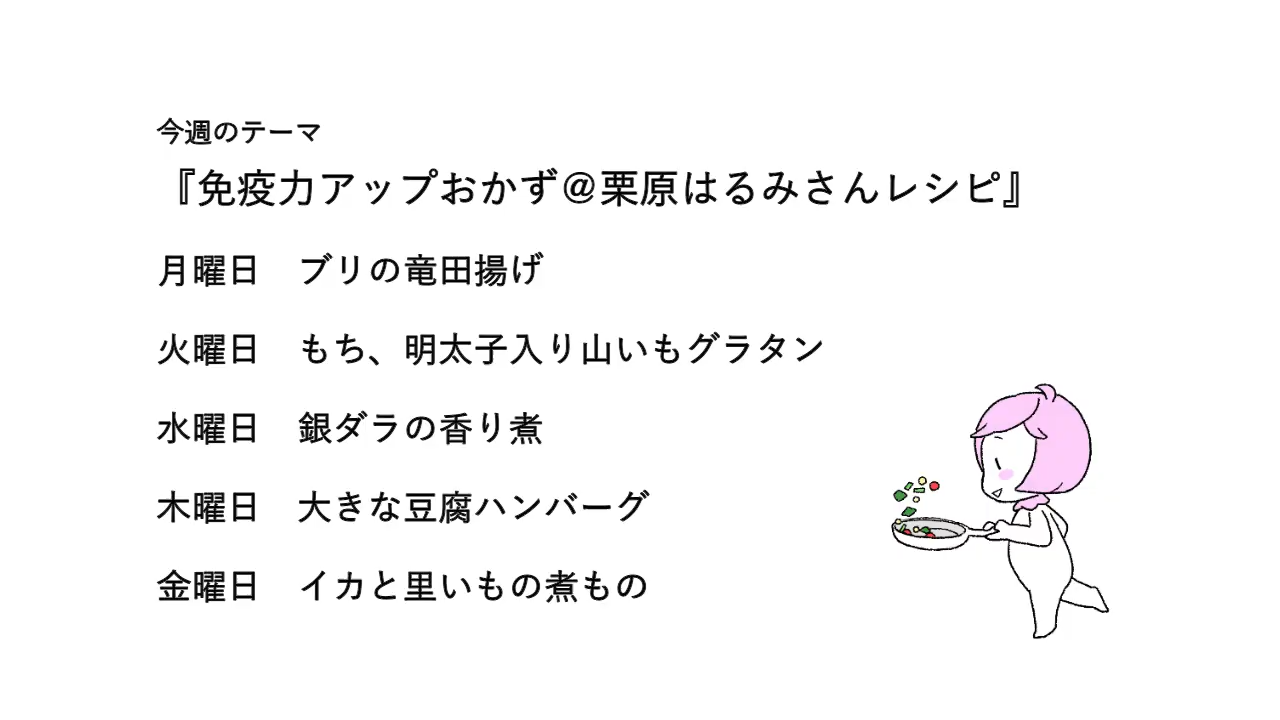 今週のテーマ
『免疫力アップおかず＠栗原はるみさんレシピ』
月曜日　ブリの竜田揚げ
火曜日　もち、明太子入り山いもグラタン
水曜日　銀ダラの香り煮
木曜日　大きな豆腐ハンバーグ
金曜日　イカと里いもの煮もの